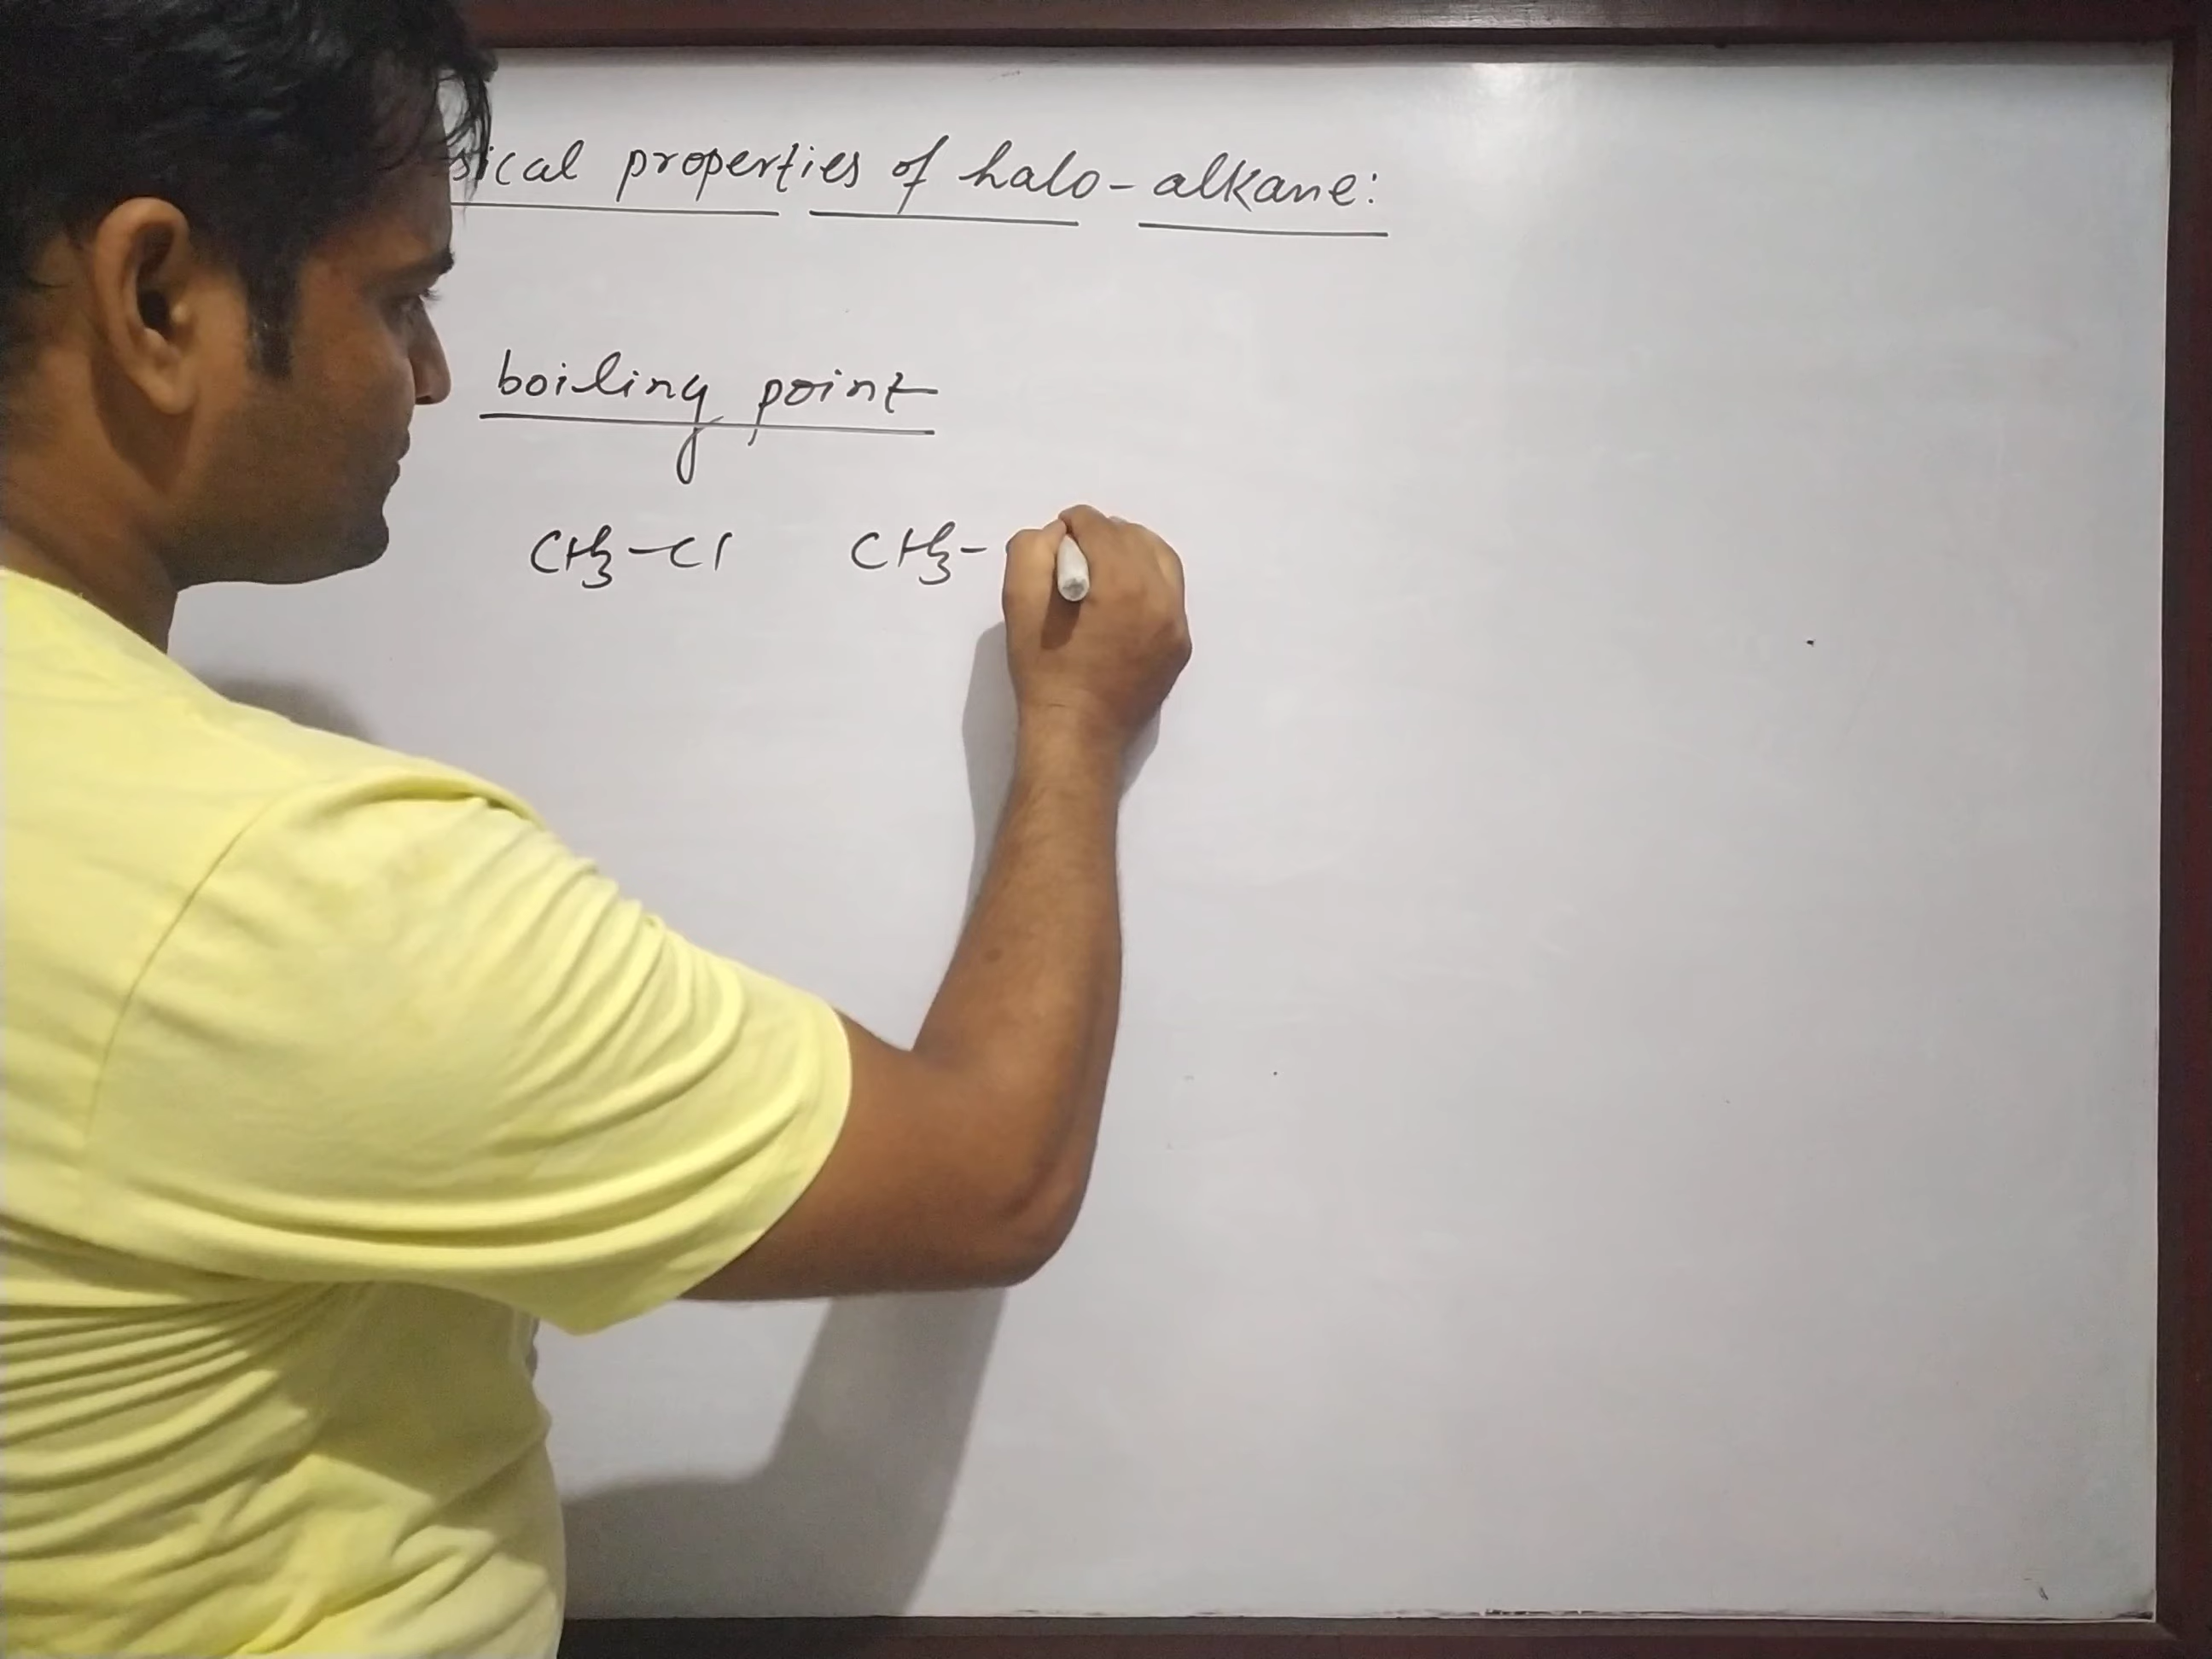 sical properties of halo-alkane:
boiling point
CH3-Cl CH3-